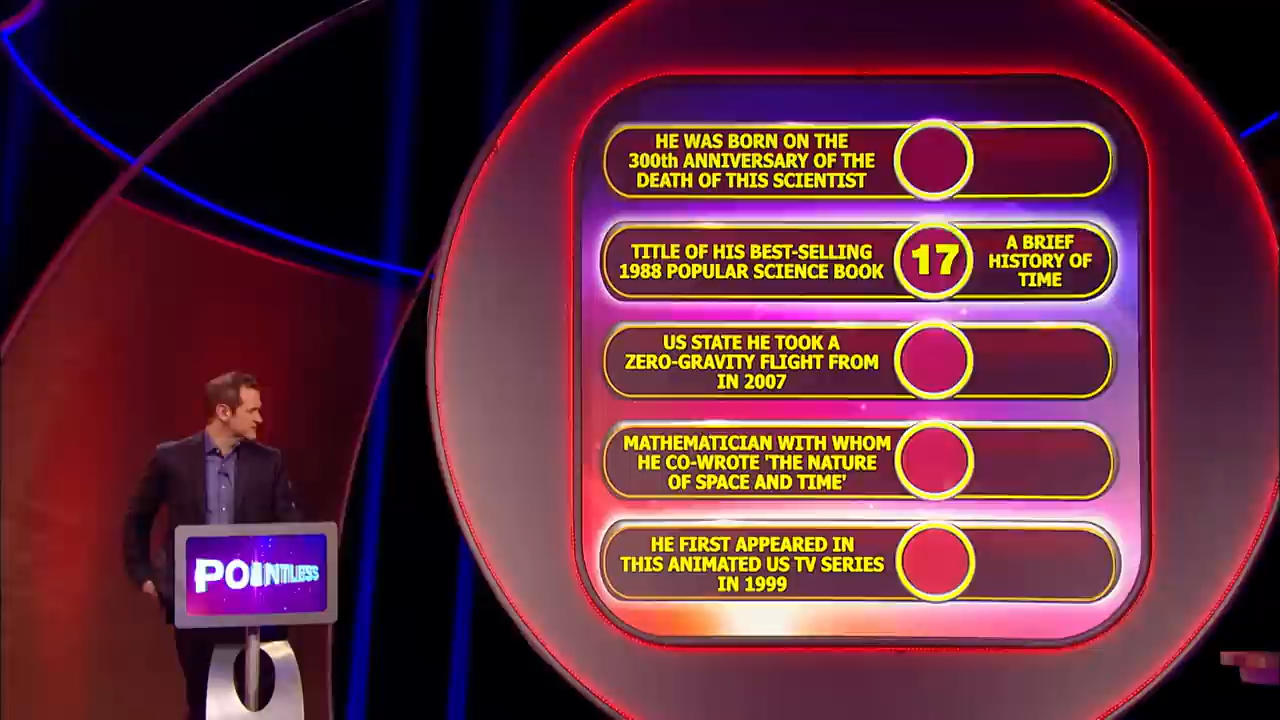 HE WAS BORN ON THE
300th ANNIVERSARY OF THE
DEATH OF THIS SCIENTIST
TITLE OF HIS BEST-SELLING
1988 POPULAR SCIENCE BOOK
17
A BRIEF
HISTORY OF
TIME
US STATE HE TOOK A
ZERO-GRAVITY FLIGHT FROM
IN 2007
MATHEMATICIAN WITH WHOM
HE CO-WROTE 'THE NATURE
OF SPACE AND TIME'
HE FIRST APPEARED IN
THIS ANIMATED US TV SERIES
IN 1999
POINTLESS